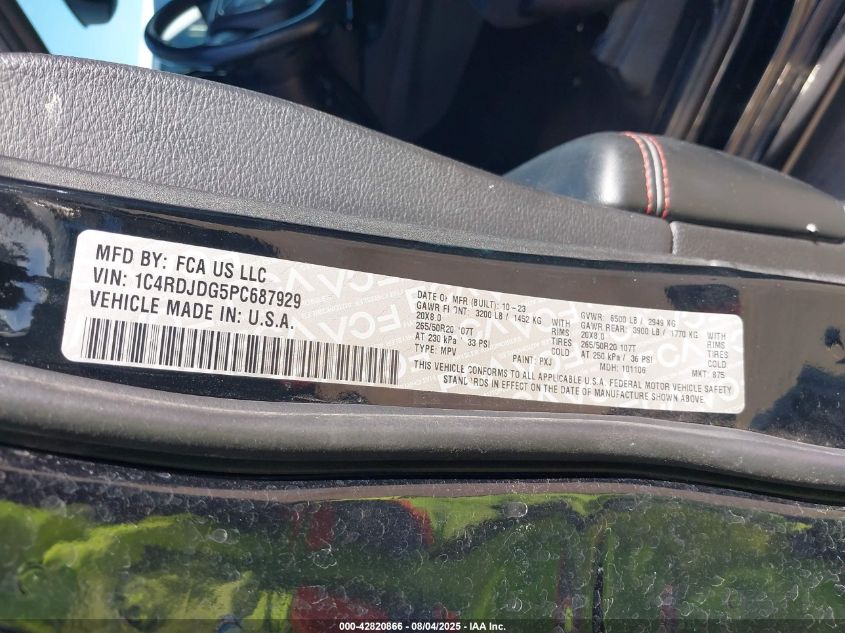 MFD BY: FCA US LLC
VIN: 1C4RDJDG5PC687929
VEHICLE MADE IN: U.S.A.
DATE OF MFR (BUILT): 10-23 GVWR: 6500 LB / 2949 KG
GAWR FRONT: 3200 LB / 1452 KG WITH GAWR REAR: 3900 LB / 1770 KG WITH
20X8.0 RIMS 20X8.0 RIMS
265/50R20 107T TIRES 265/50R20 107T TIRES
AT 230 kPa / 33 PSI COLD AT 250 kPa / 36 PSI COLD
TYPE: MPV PAINT: PXJ MDH: 101106 MKT: 875
THIS VEHICLE CONFORMS TO ALL APPLICABLE U.S.A. FEDERAL MOTOR VEHICLE SAFETY
STANDARDS IN EFFECT ON THE DATE OF MANUFACTURE SHOWN ABOVE.
000-42820866 - 08/04/2025 - IAA Inc.